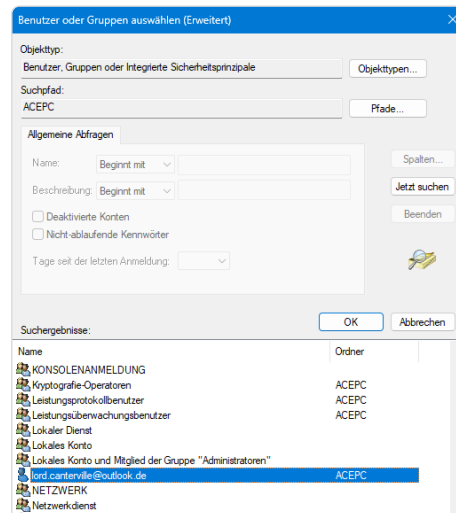 Benutzer oder Gruppen auswählen (Erweitert)
Objekttyp:
Benutzer, Gruppen oder Integrierte Sicherheitsprinzipale
Objekttypen...
Suchpfad:
ACEPC
Pfade...
Allgemeine Abfragen
Name:
Beginnt mit
Spalten...
Beschreibung:
Beginnt mit
Jetzt suchen
Deaktivierte Konten
Beenden
Nicht-ablaufende Kennwörter
Tage seit der letzten Anmeldung:
OK
Abbrechen
Suchergebnisse:
Name Ordner
KONSOLENANMELDUNG
Kryptografie-Operatoren ACEPC
Leistungsprotokollbenutzer ACEPC
Leistungsüberwachungsbenutzer ACEPC
Lokaler Dienst
Lokales Konto
Lokales Konto und Mitglied der Gruppe "Administratoren"
lord.canterville@outlook.de ACEPC
NETZWERK
Netzwerkdienst